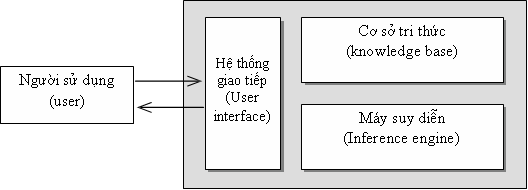 Người sử dụng
(user)
Hệ thống
giao tiếp
(User
interface)
Cơ sở tri thức
(knowledge base)
Máy suy diễn
(Inference engine)